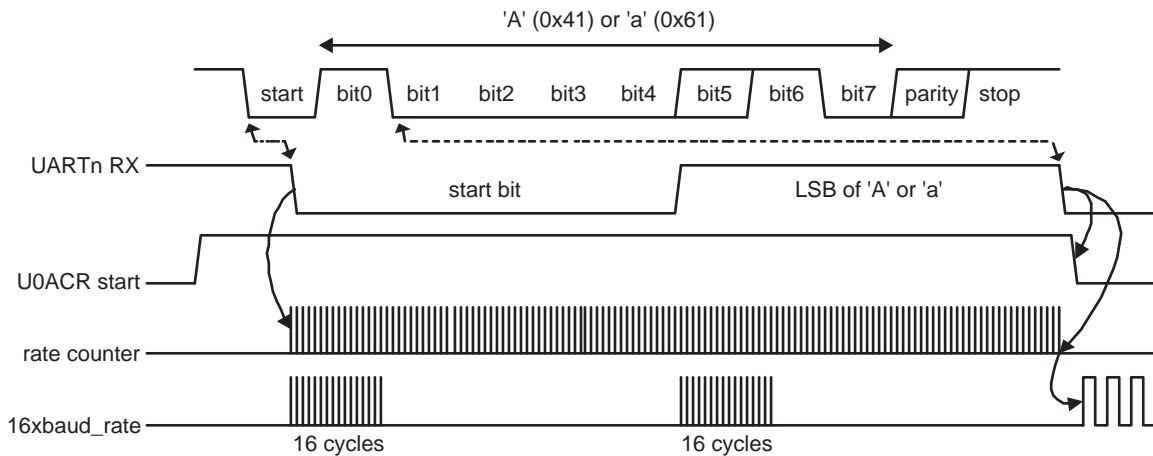 'A' (0x41) or 'a' (0x61)
start bit0 bit1 bit2 bit3 bit4 bit5 bit6 bit7 parity stop
UARTn RX
start bit
LSB of 'A' or 'a'
U0ACR start
rate counter
16xbaud_rate
16 cycles
16 cycles